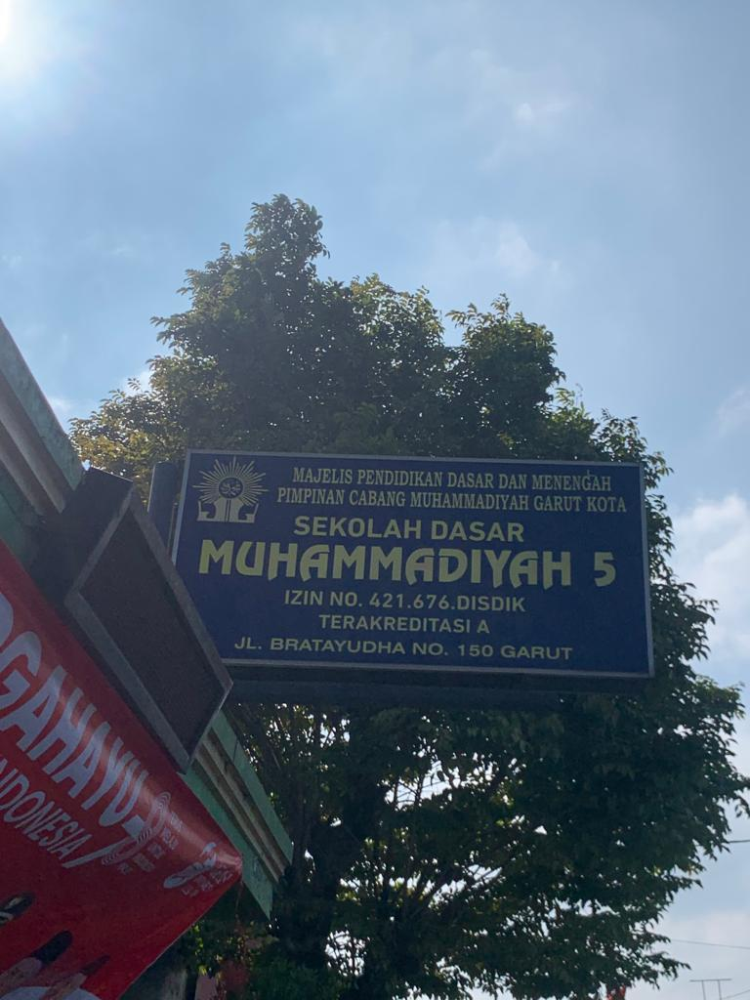 MAJELIS PENDIDIKAN DASAR DAN MENENGAH
PIMPINAN CABANG MUHAMMADIYAH GARUT KOTA
SEKOLAH DASAR
MUHAMMADIYAH 5
IZIN NO. 421.676.DISDIK
TERAKREDITASI A
JL. BRATAYUDHA NO. 150 GARUT
GAHAYU
INDONESIA